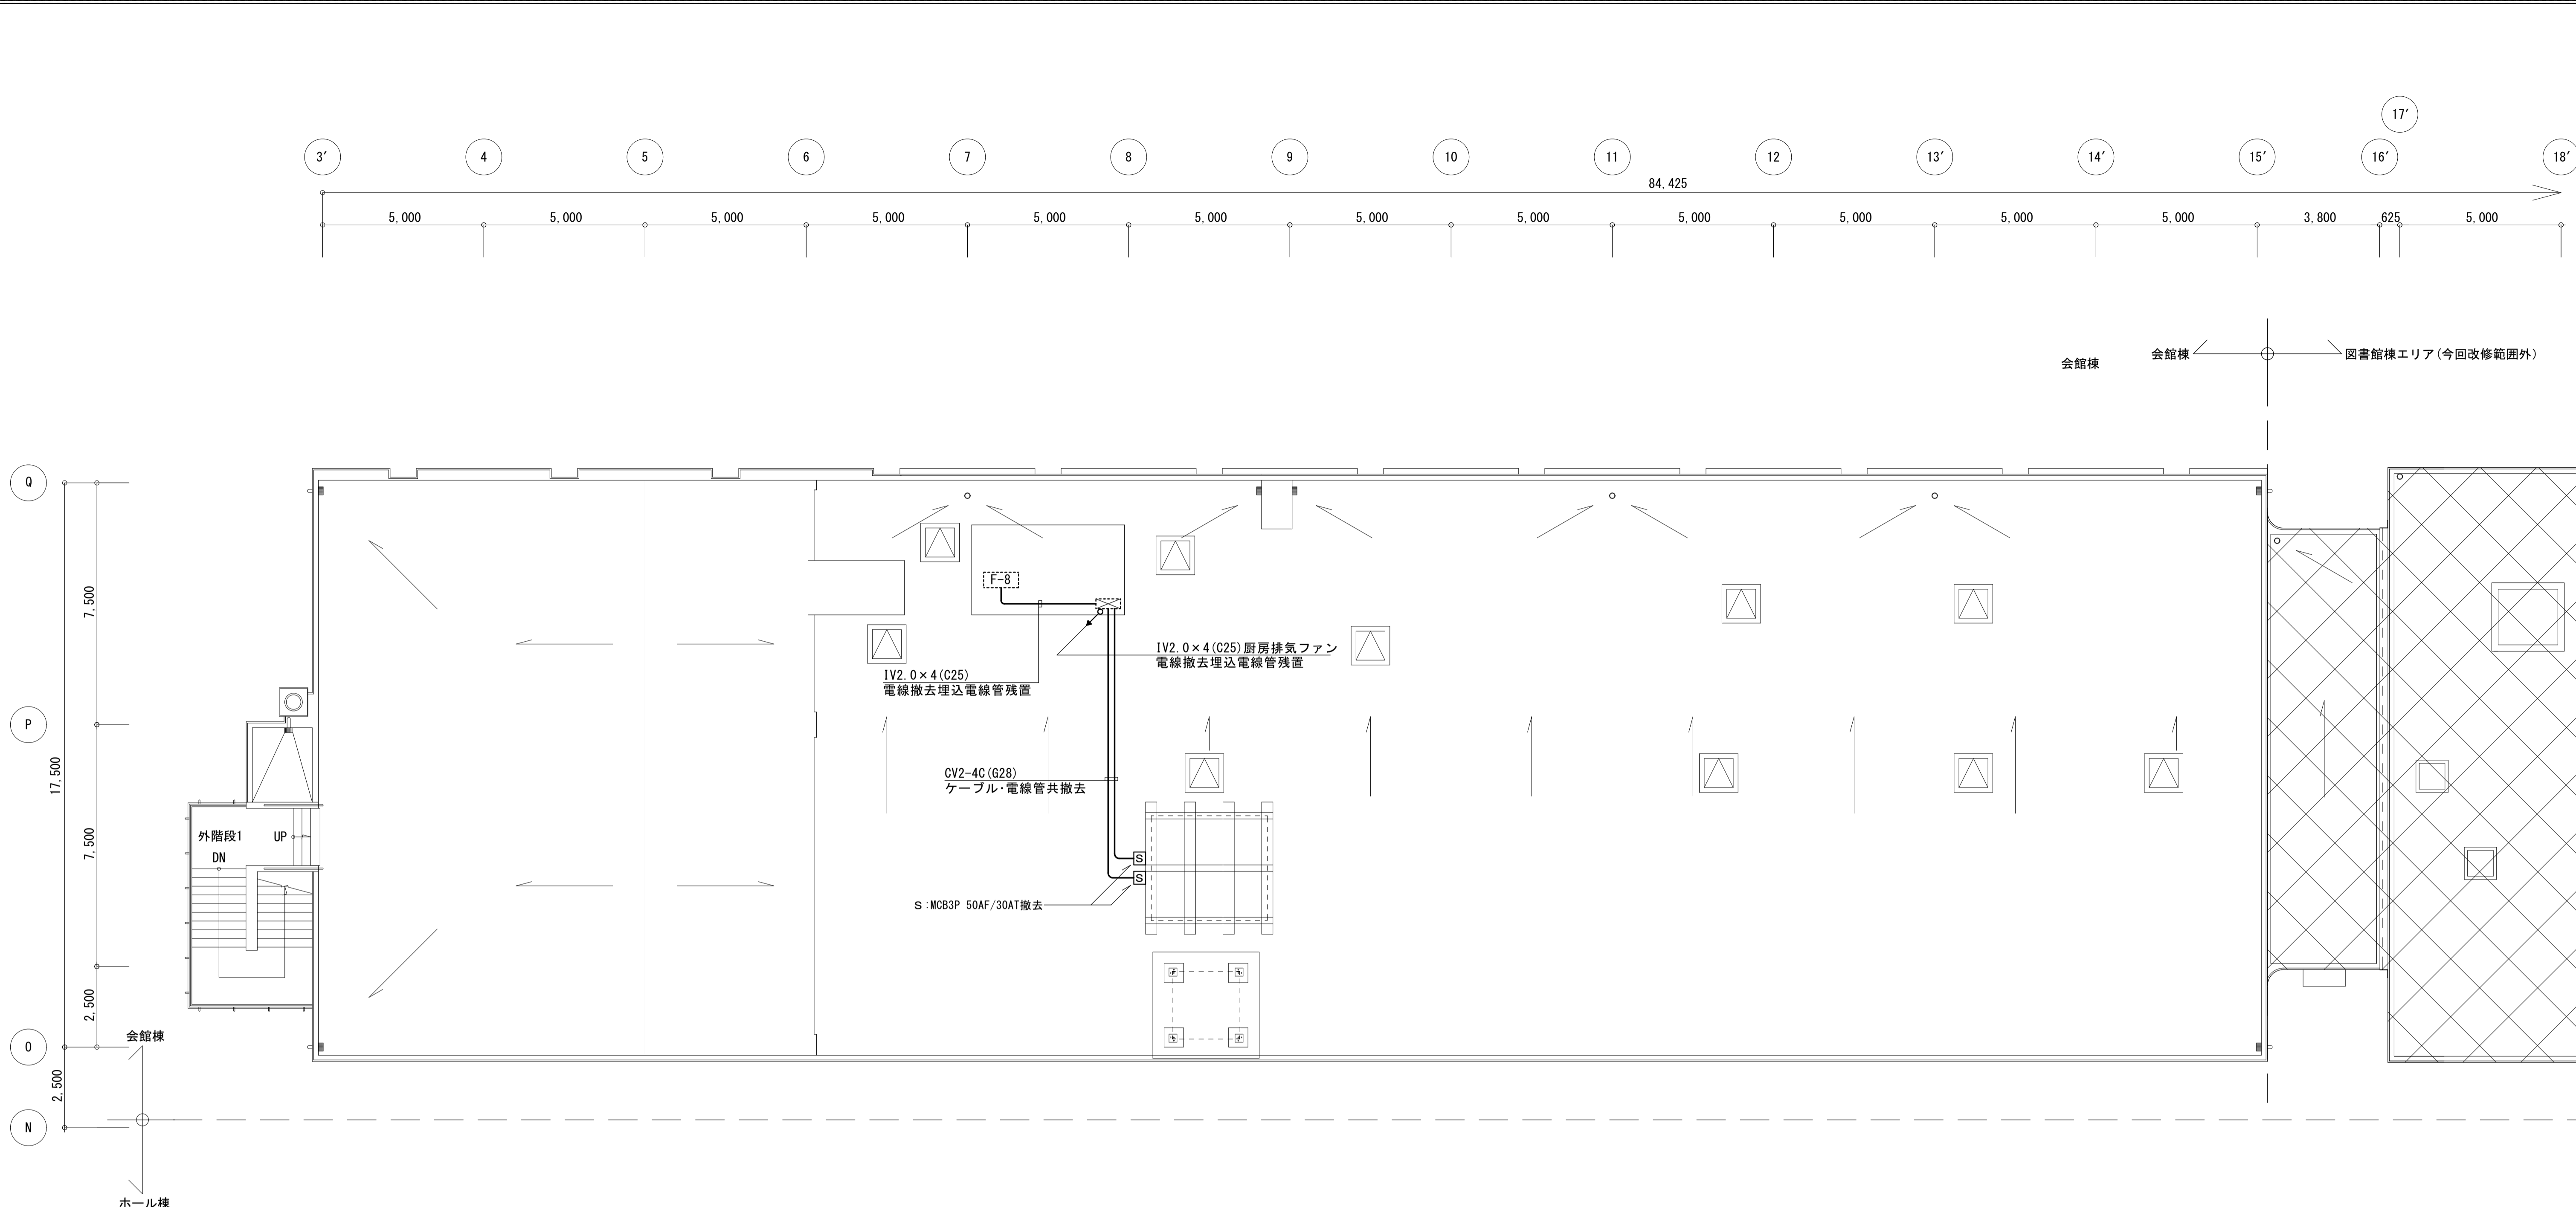 17′
3′ 4 5 6 7 8 9 10 11 12 13′ 14′ 15′ 16′ 18′
84,425
5,000 5,000 5,000 5,000 5,000 5,000 5,000 5,000 5,000 5,000 5,000 5,000 3,800 625 5,000
会館棟 図書館棟エリア(今回改修範囲外)
会館棟
Q
F-8
7,500
IV2.0×4(C25)厨房排気ファン
電線撤去埋込電線管残置
IV2.0×4(C25)
電線撤去埋込電線管残置
P
17,500
CV2-4C(G28)
ケーブル・電線管共撤去
外階段1 UP
7,500
DN
S
S
S:MCB3P 50AF/30AT撤去
2,500
会館棟
O
2,500
N
ホール棟